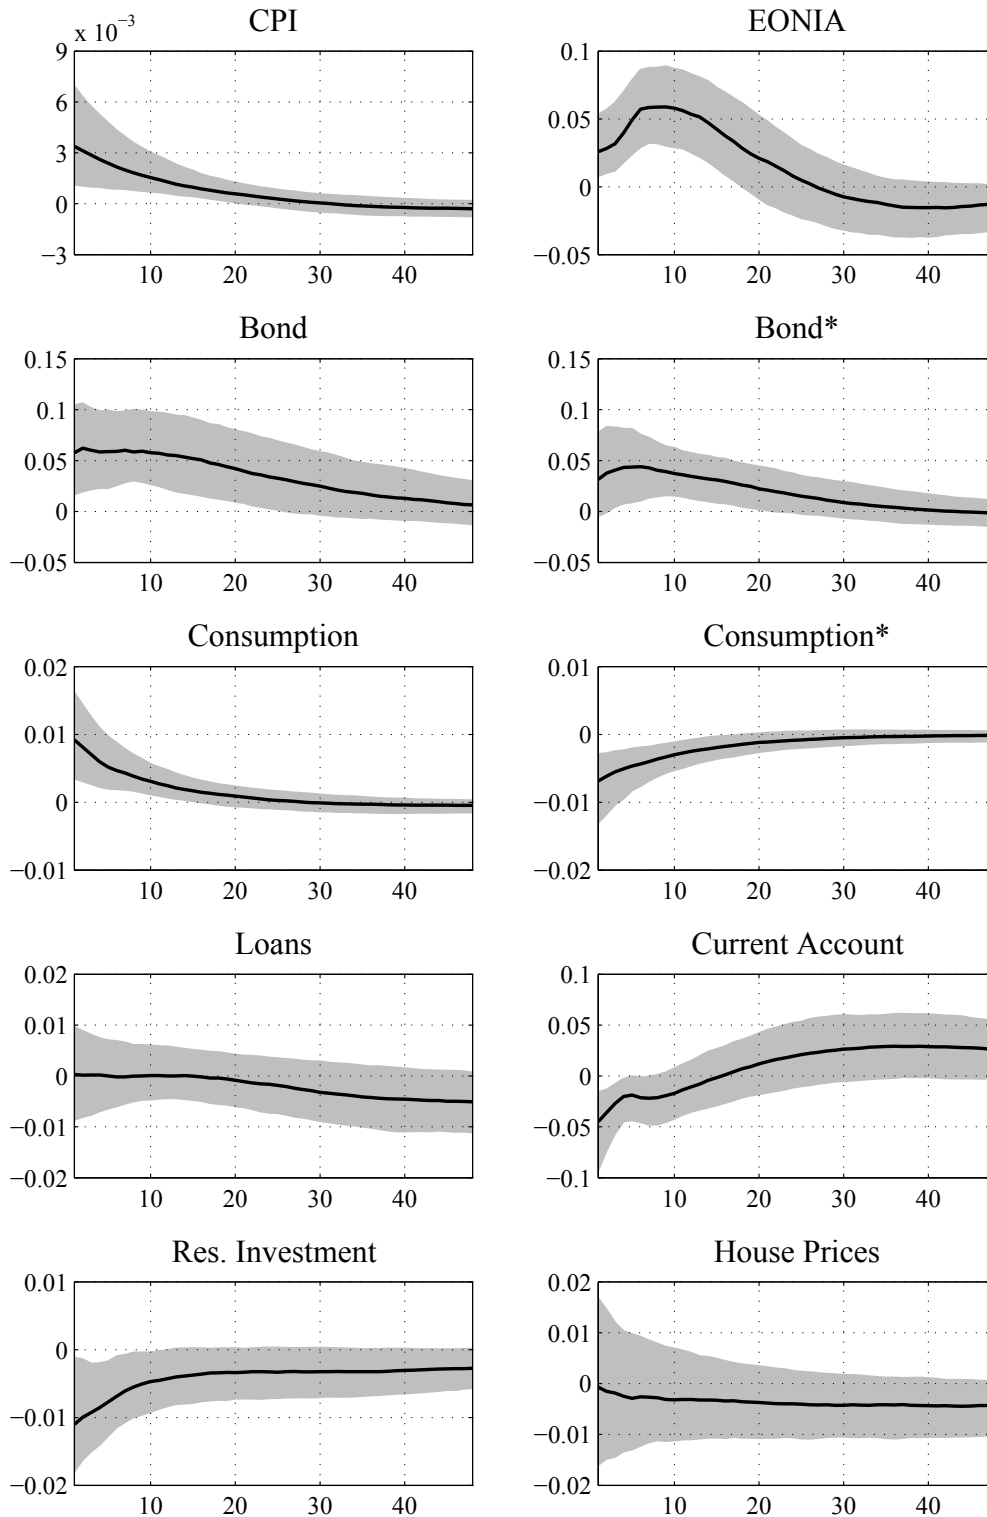 CPI
x 10−3
9
6
3
0
−3
10 20 30 40
EONIA
0.1
0.05
0
−0.05
10 20 30 40
Bond
0.15
0.1
0.05
0
−0.05
10 20 30 40
Bond*
0.15
0.1
0.05
0
−0.05
10 20 30 40
Consumption
0.02
0.01
0
−0.01
10 20 30 40
Consumption*
0.01
0
−0.01
−0.02
10 20 30 40
Loans
0.02
0.01
0
−0.01
−0.02
10 20 30 40
Current Account
0.1
0.05
0
−0.05
−0.1
10 20 30 40
Res. Investment
0.01
0
−0.01
−0.02
10 20 30 40
House Prices
0.02
0.01
0
−0.01
−0.02
10 20 30 40